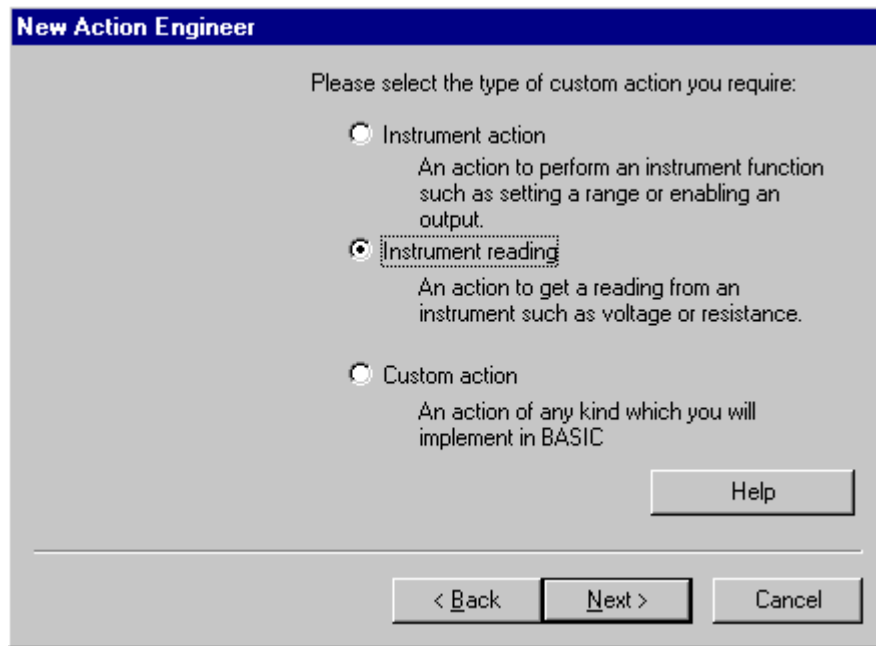 New Action Engineer
Please select the type of custom action you require:
Instrument action
An action to perform an instrument function
such as setting a range or enabling an
output.
Instrument reading
An action to get a reading from an
instrument such as voltage or resistance.
Custom action
An action of any kind which you will
implement in BASIC
Help
< Back
Next >
Cancel